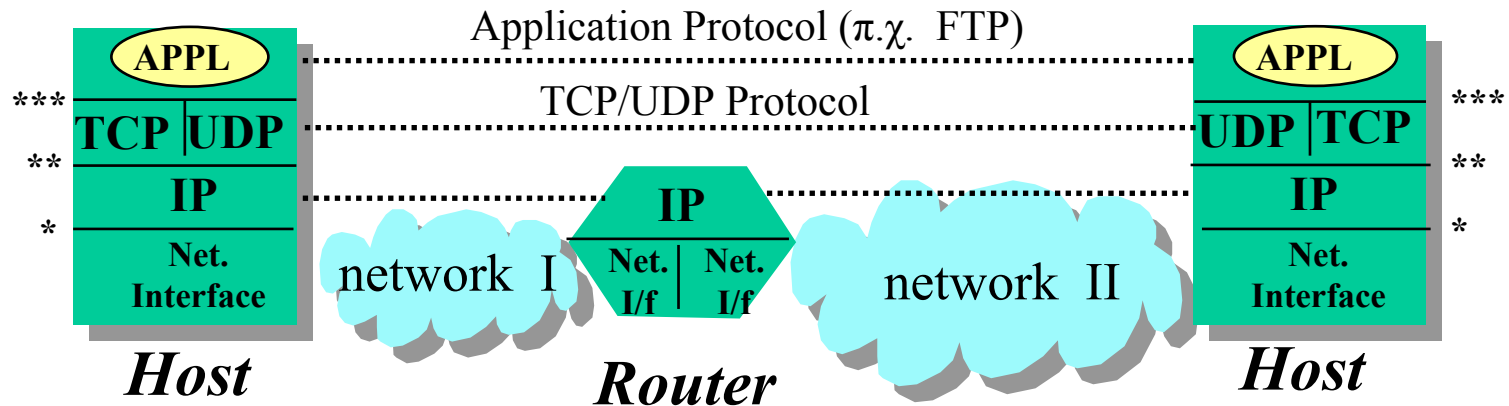 Application Protocol (π.χ. FTP)
APPL
APPL
***
***
TCP/UDP Protocol
TCP UDP
UDP TCP
**
**
IP
IP
IP
*
*
Net. Interface
network I
Net. I/f
Net. I/f
network II
Net. Interface
Host
Router
Host